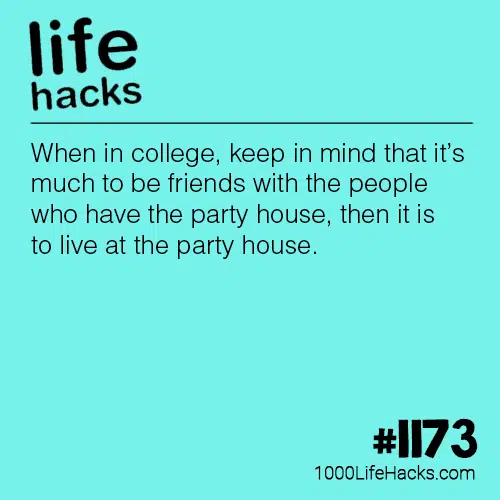 life
hacks
When in college, keep in mind that it's
much to be friends with the people
who have the party house, then it is
to live at the party house.
#1173
1000LifeHacks.com